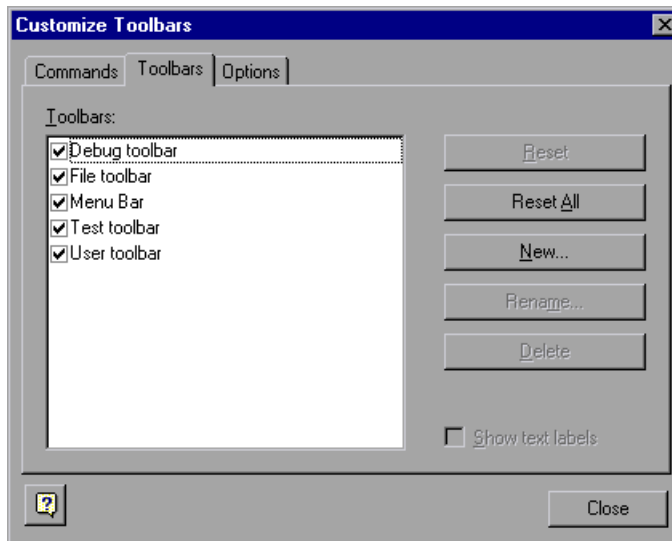 Customize Toolbars
Commands Toolbars Options
Toolbars:
Debug toolbar
File toolbar
Menu Bar
Test toolbar
User toolbar
Reset
Reset All
New...
Rename...
Delete
Show text labels
?
Close